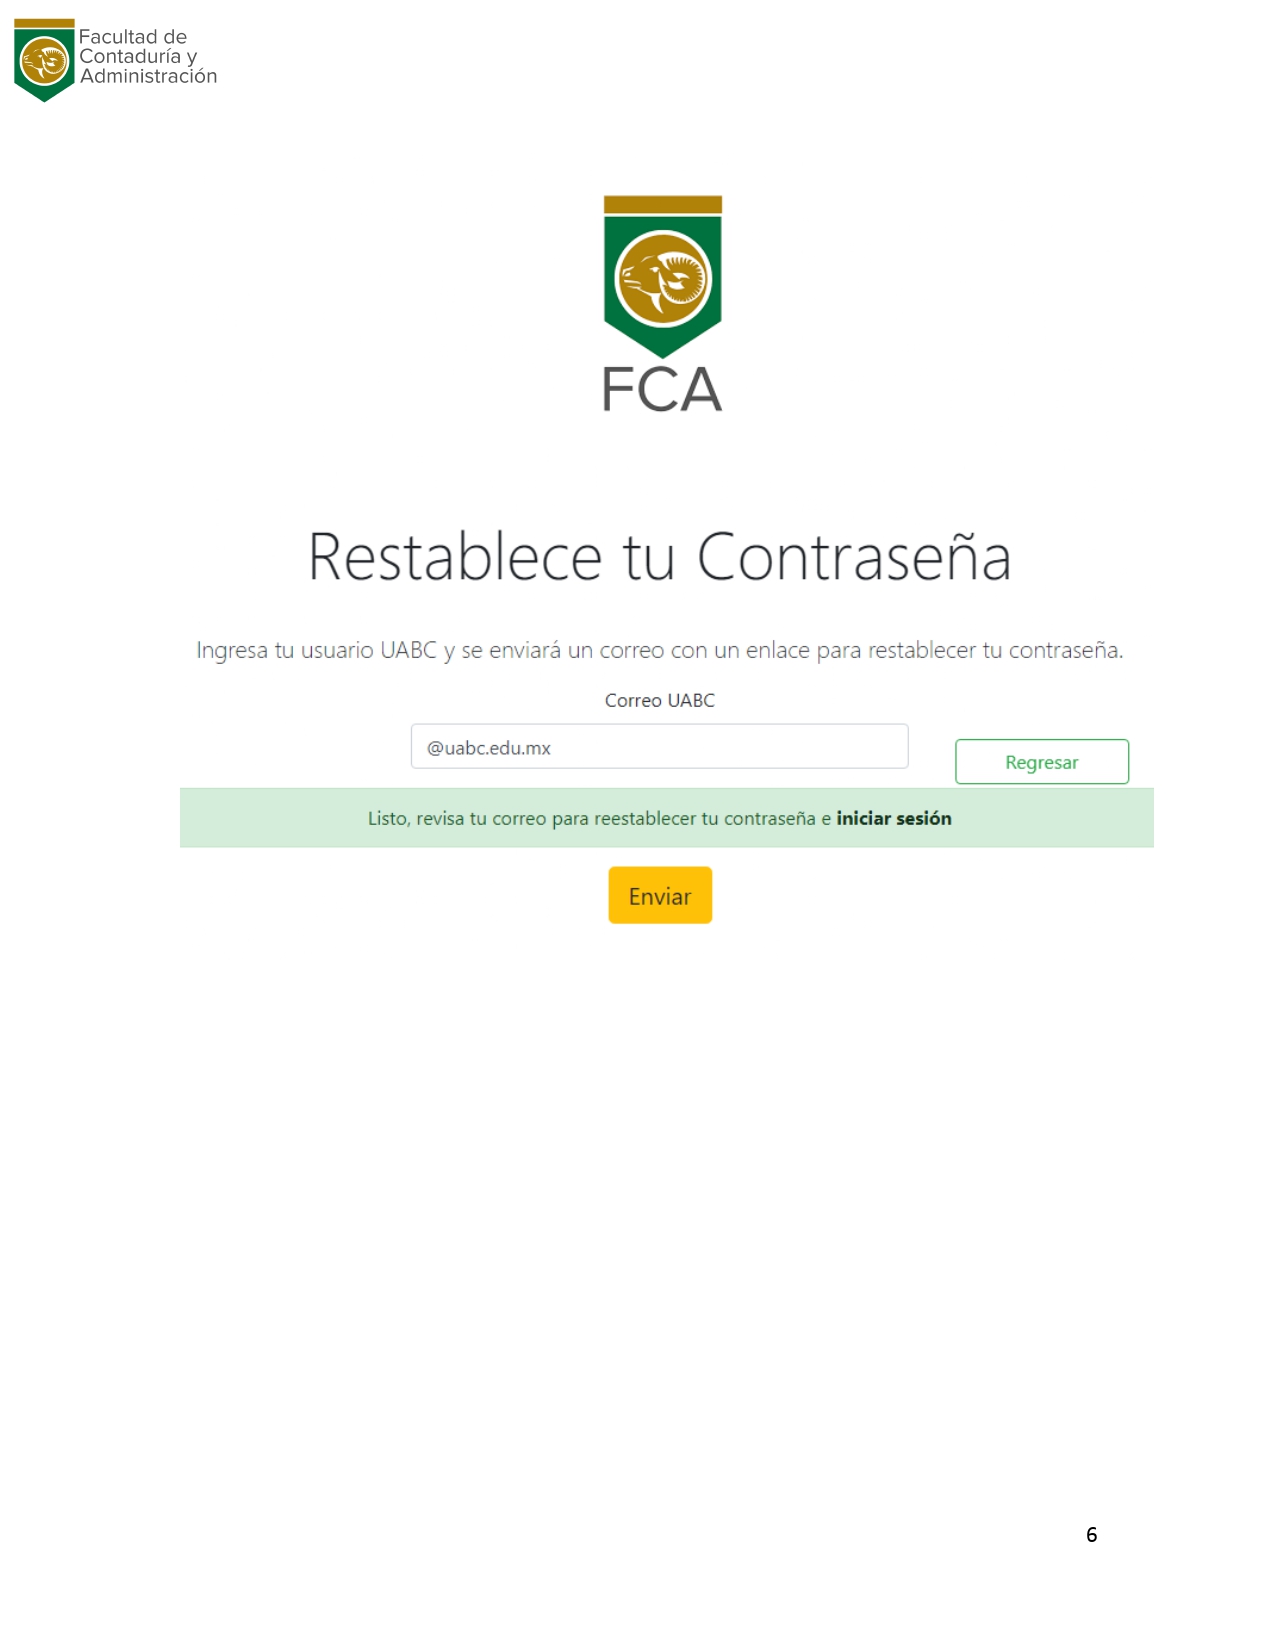 Facultad de
Contaduría y
Administración
FCA
Restablece tu Contraseña
Ingresa tu usuario UABC y se enviará un correo con un enlace para restablecer tu contraseña.
Correo UABC
@uabc.edu.mx
Regresar
Listo, revisa tu correo para reestablecer tu contraseña e iniciar sesión
Enviar
6